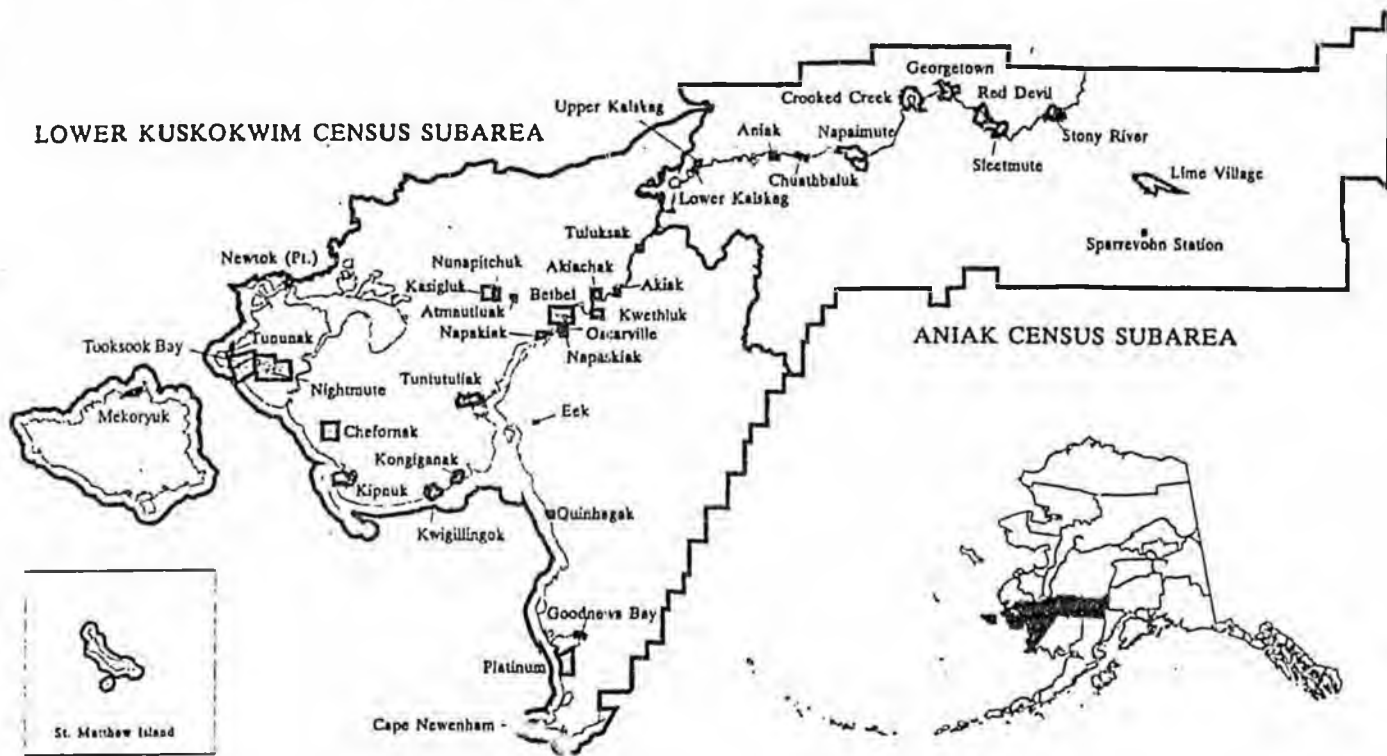 LOWER KUSKOKWIM CENSUS SUBAREA
Upper Kalskag
Aniak
Napaimute
Crooked Creek
Georgetown
Red Devil
Stony River
Sleetmute
Chuathbaluk
Lower Kalskag
Lime Village
Sparrevohn Station
ANIAK CENSUS SUBAREA
Tuluksak
Newtok (Pt.)
Nunapitchuk
Akiachak
Kasigluk
Bethel
Akiak
Atmautluak
Kwethluk
Napakiak
Oscarville
Napaskiak
Tooksook Bay
Tununak
Nightmute
Tuntutuliak
Mekoryuk
Eek
Chefornak
Kongiganak
Kipnuk
Kwigillingok
Quinhagak
Goodnews Bay
Platinum
Cape Newenham
St. Matthew Island